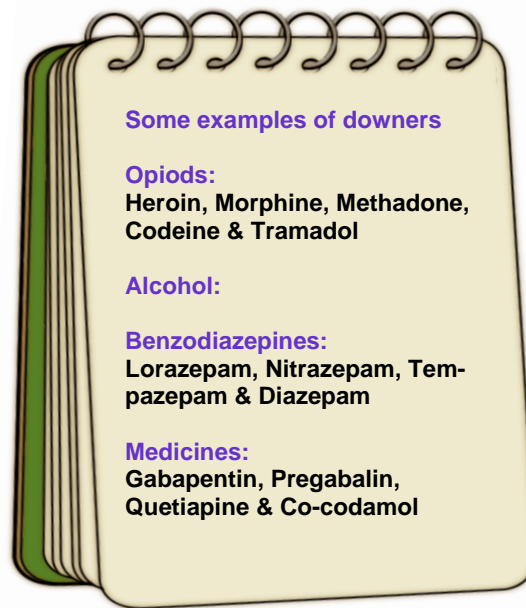 Some examples of downers
Opiods:
Heroin, Morphine, Methadone,
Codeine & Tramadol
Alcohol:
Benzodiazepines:
Lorazepam, Nitrazepam, Tem-
pazepam & Diazepam
Medicines:
Gabapentin, Pregabalin,
Quetiapine & Co-codamol